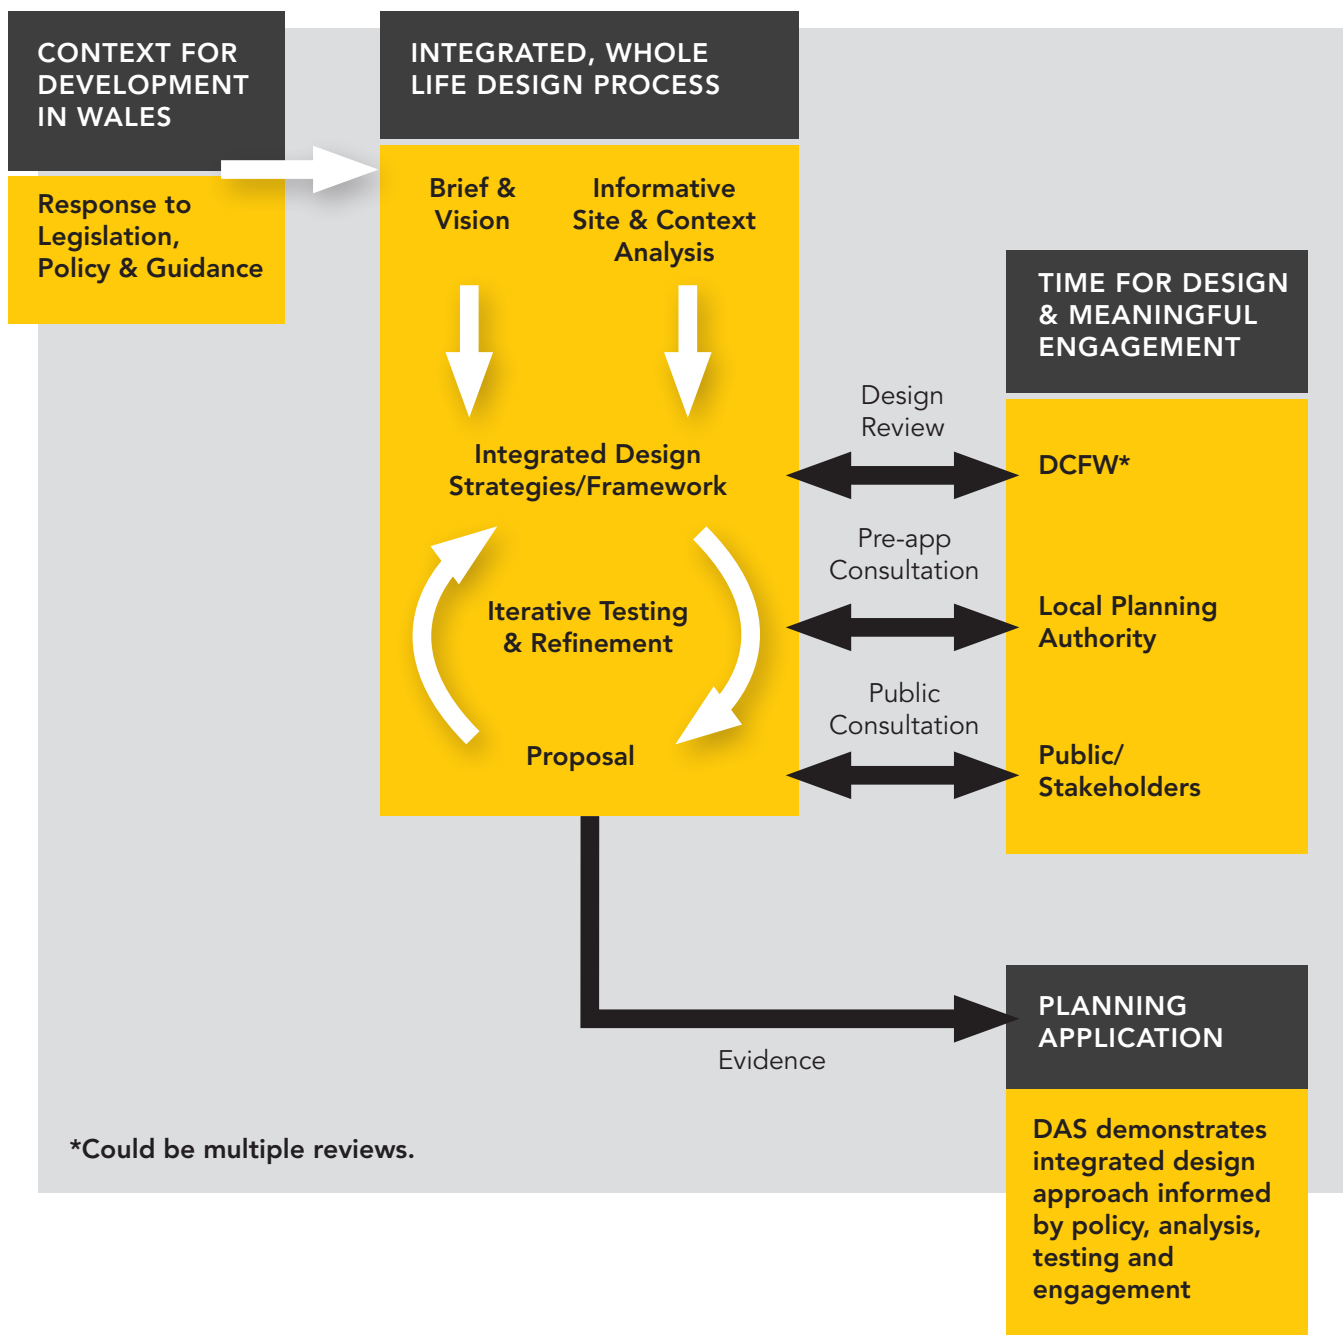 CONTEXT FOR
DEVELOPMENT
IN WALES
Response to
Legislation,
Policy & Guidance
INTEGRATED, WHOLE
LIFE DESIGN PROCESS
Brief &
Vision
Informative
Site & Context
Analysis
Integrated Design
Strategies/Framework
Iterative Testing
& Refinement
Proposal
Design
Review
Pre-app
Consultation
Public
Consultation
TIME FOR DESIGN
& MEANINGFUL
ENGAGEMENT
DCFW*
Local Planning
Authority
Public/
Stakeholders
Evidence
PLANNING
APPLICATION
DAS demonstrates
integrated design
approach informed
by policy, analysis,
testing and
engagement
*Could be multiple reviews.